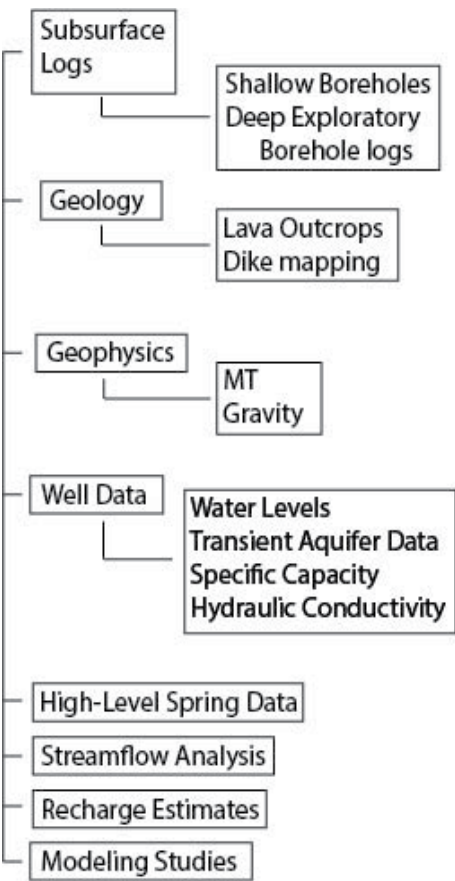 Subsurface
Logs
Shallow Boreholes
Deep Exploratory
Borehole logs
Geology
Lava Outcrops
Dike mapping
Geophysics
MT
Gravity
Well Data
Water Levels
Transient Aquifer Data
Specific Capacity
Hydraulic Conductivity
High-Level Spring Data
Streamflow Analysis
Recharge Estimates
Modeling Studies